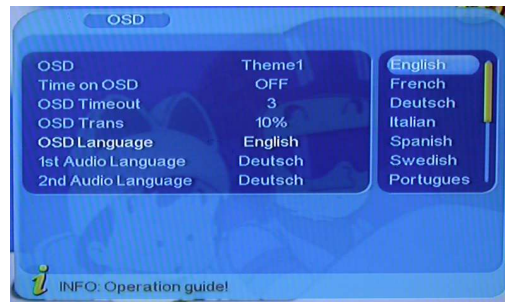 OSD
OSD Theme1
Time on OSD OFF
OSD Timeout 3
OSD Trans 10%
OSD Language English
1st Audio Language Deutsch
2nd Audio Language Deutsch
English
French
Deutsch
Italian
Spanish
Swedish
Portugues
i INFO: Operation guide!